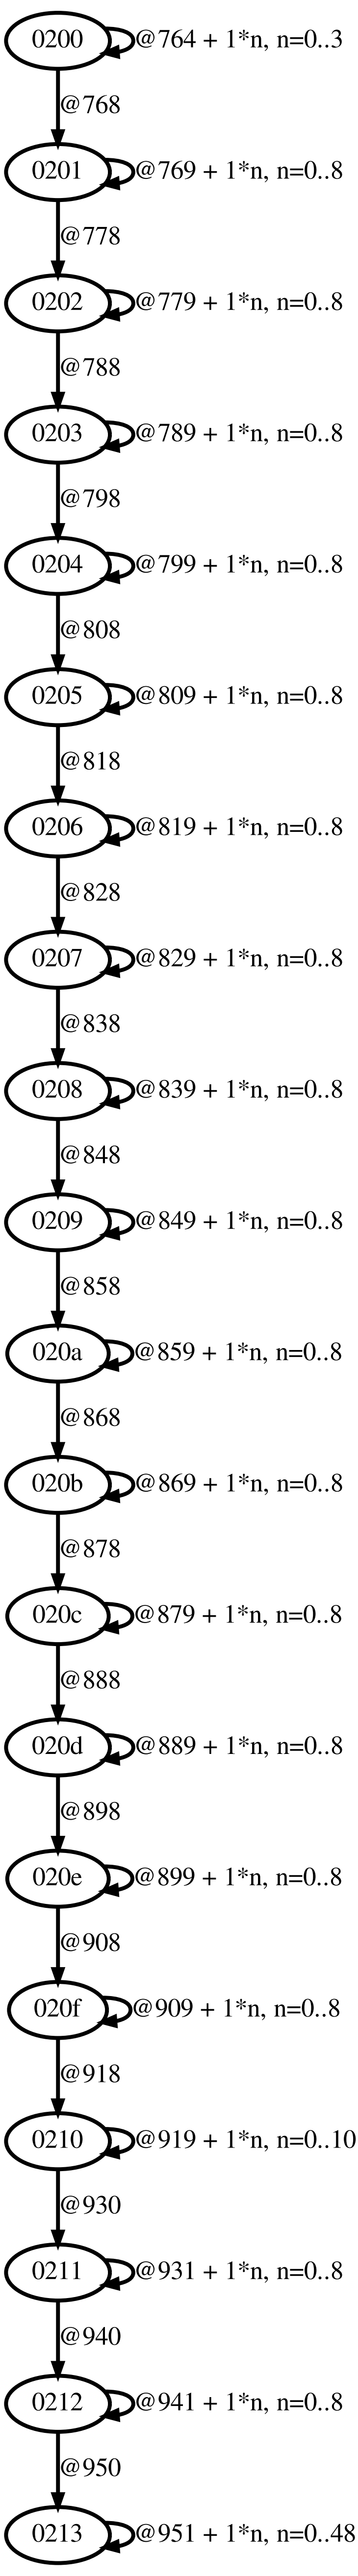 0200 @764 + 1*n, n=0..3
@768
0201 @769 + 1*n, n=0..8
@778
0202 @779 + 1*n, n=0..8
@788
0203 @789 + 1*n, n=0..8
@798
0204 @799 + 1*n, n=0..8
@808
0205 @809 + 1*n, n=0..8
@818
0206 @819 + 1*n, n=0..8
@828
0207 @829 + 1*n, n=0..8
@838
0208 @839 + 1*n, n=0..8
@848
0209 @849 + 1*n, n=0..8
@858
020a @859 + 1*n, n=0..8
@868
020b @869 + 1*n, n=0..8
@878
020c @879 + 1*n, n=0..8
@888
020d @889 + 1*n, n=0..8
@898
020e @899 + 1*n, n=0..8
@908
020f @909 + 1*n, n=0..8
@918
0210 @919 + 1*n, n=0..10
@930
0211 @931 + 1*n, n=0..8
@940
0212 @941 + 1*n, n=0..8
@950
0213 @951 + 1*n, n=0..48